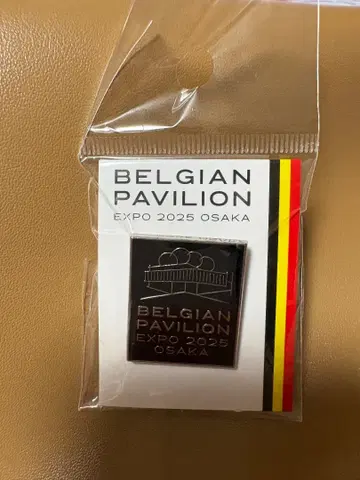 BELGIAN
PAVILION
EXPO 2025 OSAKA
BELGIAN
PAVILION
EXPO 2025
OSAKA